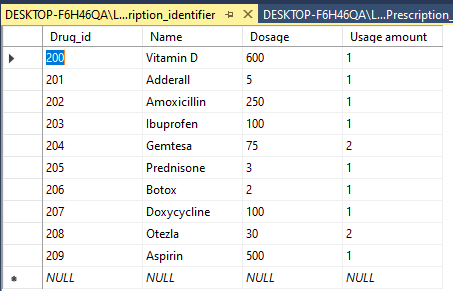 DESKTOP-F6H46QA\L...ription_identifier DESKTOP-F6H46QA\L...Prescription_
Drug_id Name Dosage Usage amount
200 Vitamin D 600 1
201 Adderall 5 1
202 Amoxicillin 250 1
203 Ibuprofen 100 1
204 Gemtesa 75 2
205 Prednisone 3 1
206 Botox 2 1
207 Doxycycline 100 1
208 Otezla 30 2
209 Aspirin 500 1
NULL NULL NULL NULL